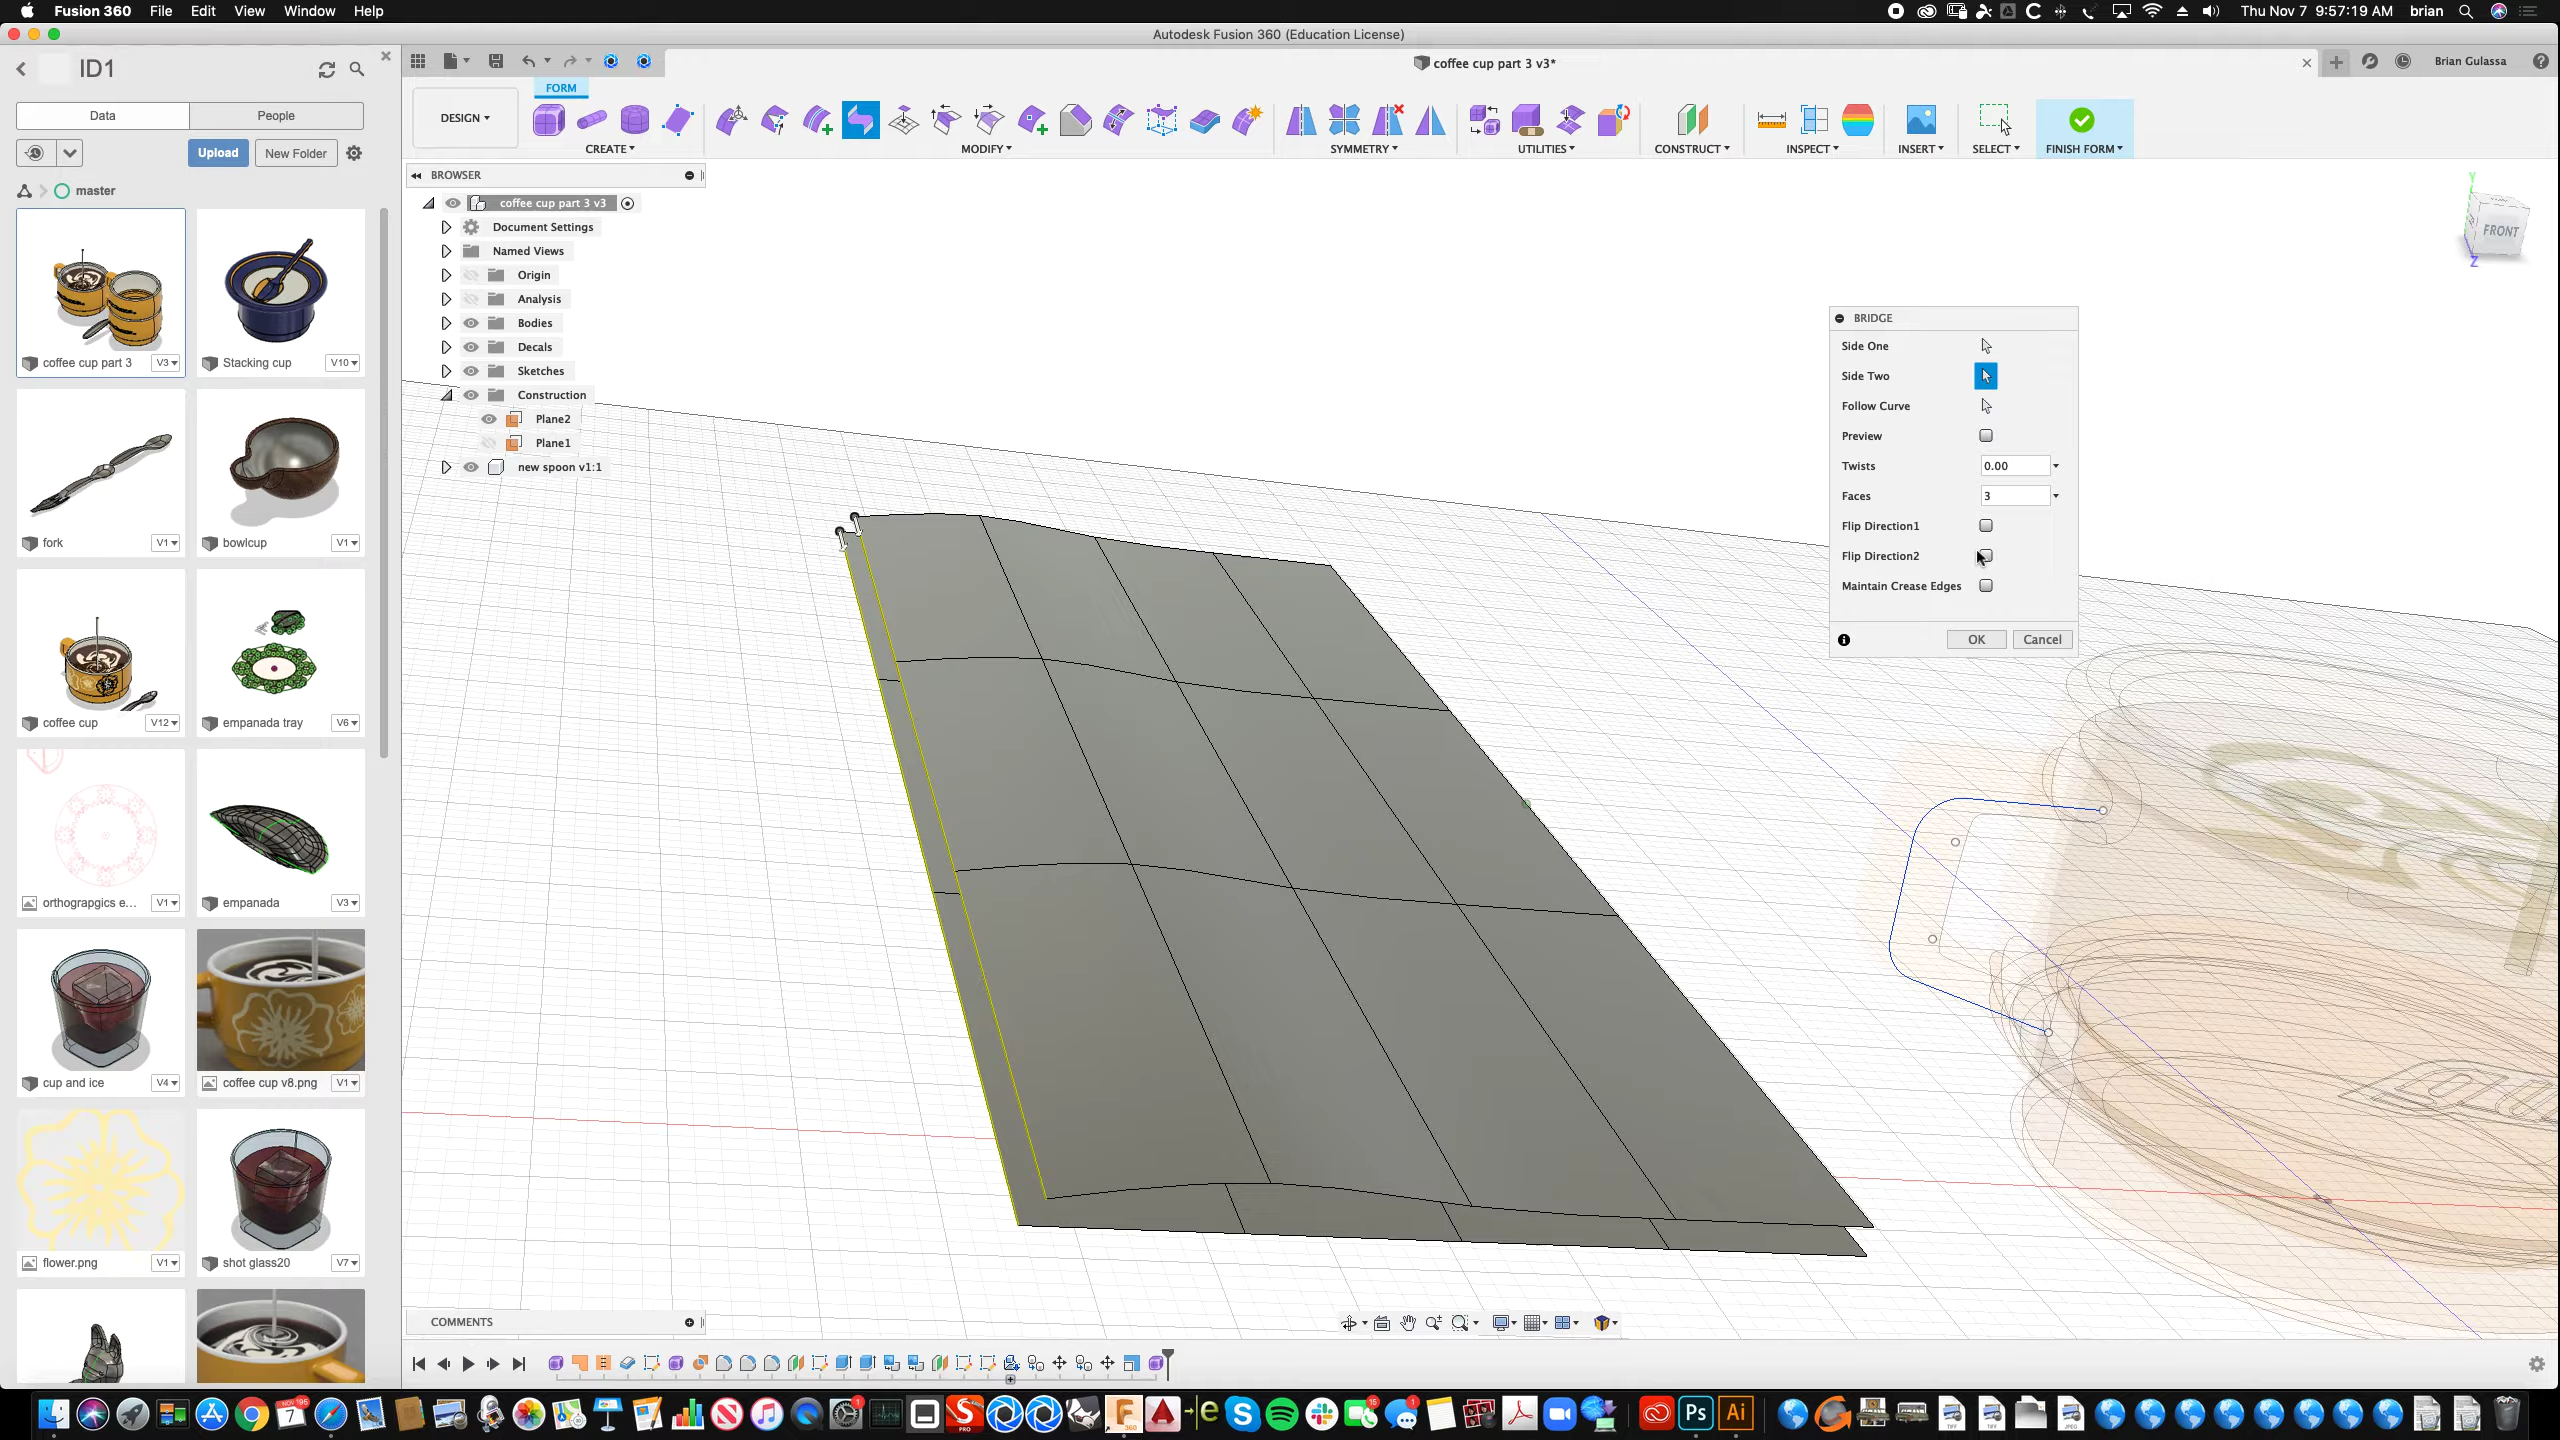 Fusion 360 File Edit View Window Help
Thu Nov 7 9:57:19 AM brian
Autodesk Fusion 360 (Education License)
ID1
coffee cup part 3 v3*
Brian Gulassa
Data People
Upload New Folder
master
FORM
DESIGN
CREATE MODIFY SYMMETRY UTILITIES CONSTRUCT INSPECT INSERT SELECT FINISH FORM
BROWSER
coffee cup part 3 v3
Document Settings
Named Views
Origin
Analysis
Bodies
Decals
Sketches
Construction
Plane2
Plane1
new spoon v1:1
coffee cup part 3 V3
Stacking cup V10
fork V1
bowlcup V1
coffee cup V12
empanada tray V6
orthograpgics e... V1
empanada V3
cup and ice V4
coffee cup v8.png V1
flower.png V1
shot glass20 V7
FRONT
Y
Z
BRIDGE
Side One
Side Two
Follow Curve
Preview
Twists 0.00
Faces 3
Flip Direction1
Flip Direction2
Maintain Crease Edges
OK Cancel
COMMENTS